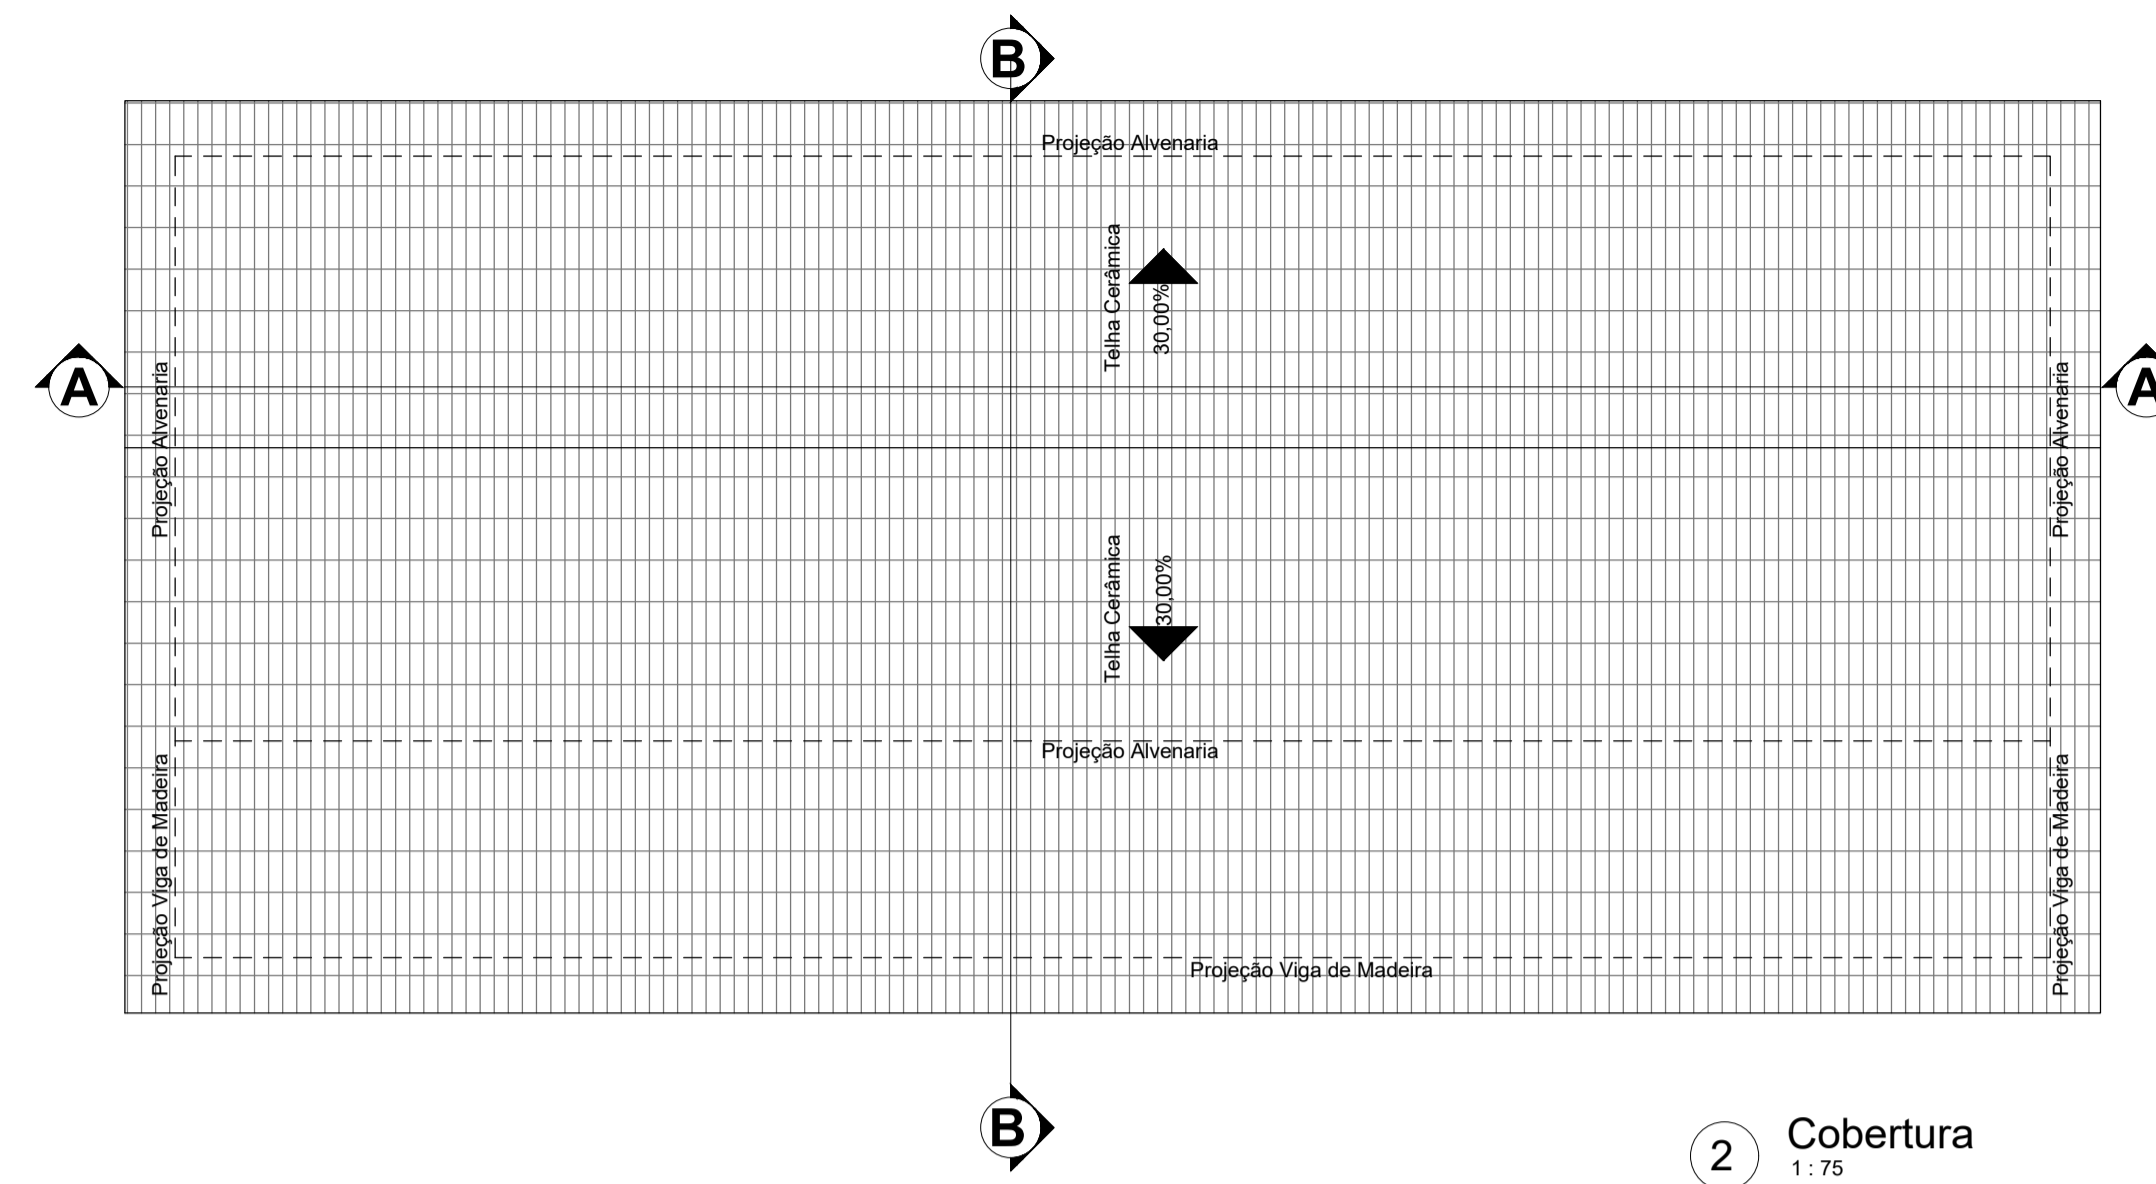 B
Projeção Alvenaria
Telha Cerâmica
30,00%
A
A
Projeção Alvenaria
Projeção Alvenaria
Telha Cerâmica
30,00%
Projeção Alvenaria
Projeção Viga de Madeira
Projeção Viga de Madeira
Projeção Viga de Madeira
B
2
Cobertura
1 : 75